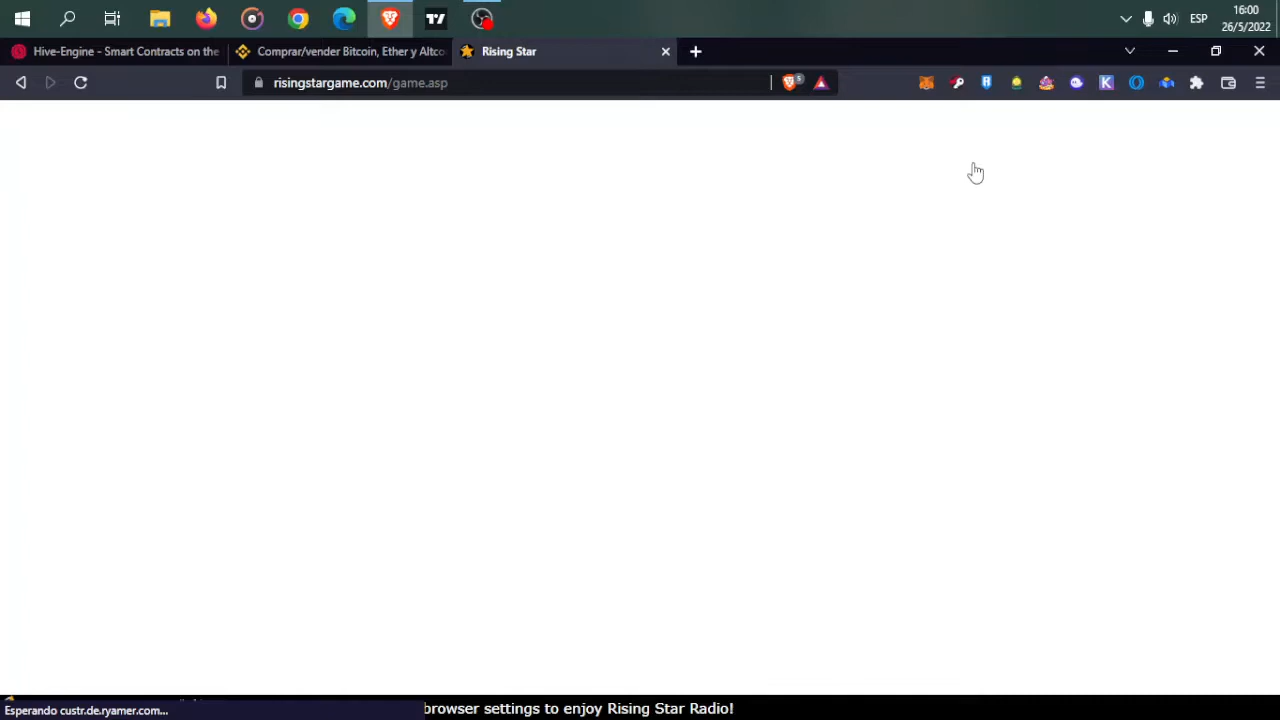 16:00
ESP
26/5/2022
Hive-Engine - Smart Contracts on the
Comprar/vender Bitcoin, Ether y Altco
Rising Star
risingstargame.com/game.asp
5
Esperando custr.de.ryamer.com...
browser settings to enjoy Rising Star Radio!